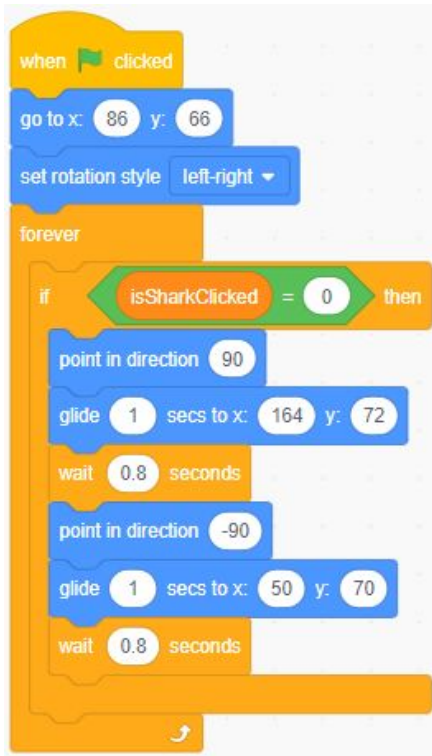 when clicked
go to x: 86 y: 66
set rotation style left-right
forever
if isSharkClicked = 0 then
point in direction 90
glide 1 secs to x: 164 y: 72
wait 0.8 seconds
point in direction -90
glide 1 secs to x: 50 y: 70
wait 0.8 seconds